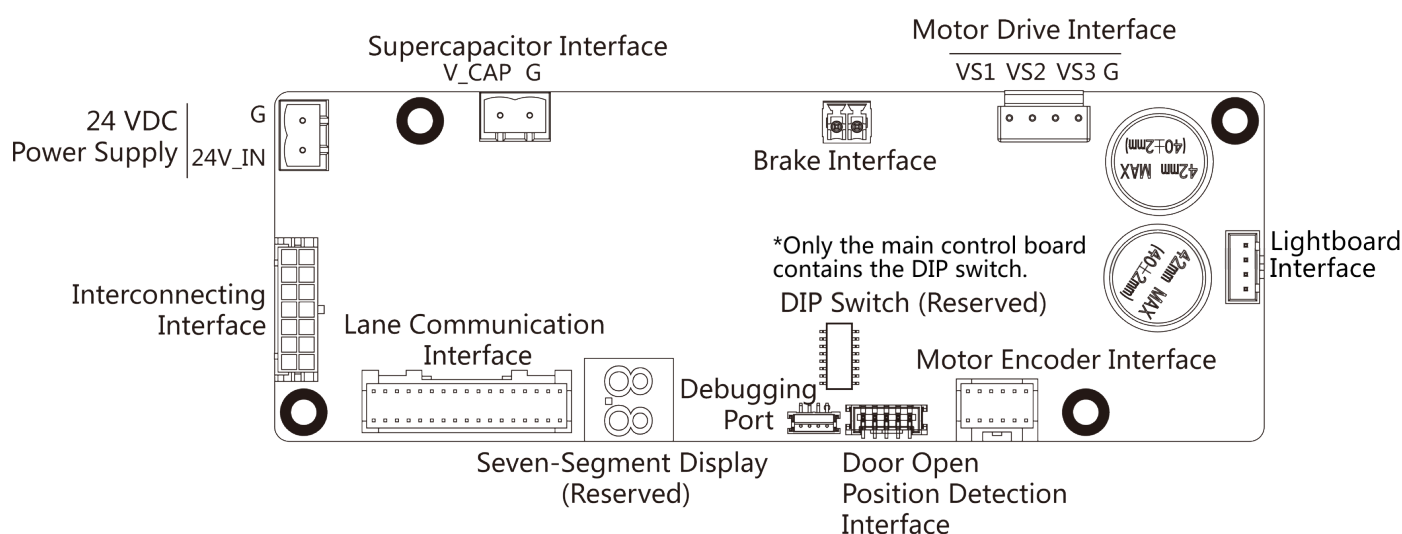 Motor Drive Interface
VS1 VS2 VS3 G
Supercapacitor Interface
V_CAP G
24 VDC
Power Supply
G
24V_IN
Brake Interface
42mm MAX
(40±2mm)
*Only the main control board
contains the DIP switch.
DIP Switch (Reserved)
42mm MAX
(40±2mm)
Lightboard
Interface
Interconnecting
Interface
Lane Communication
Interface
Motor Encoder Interface
Debugging
Port
Seven-Segment Display
(Reserved)
Door Open
Position Detection
Interface